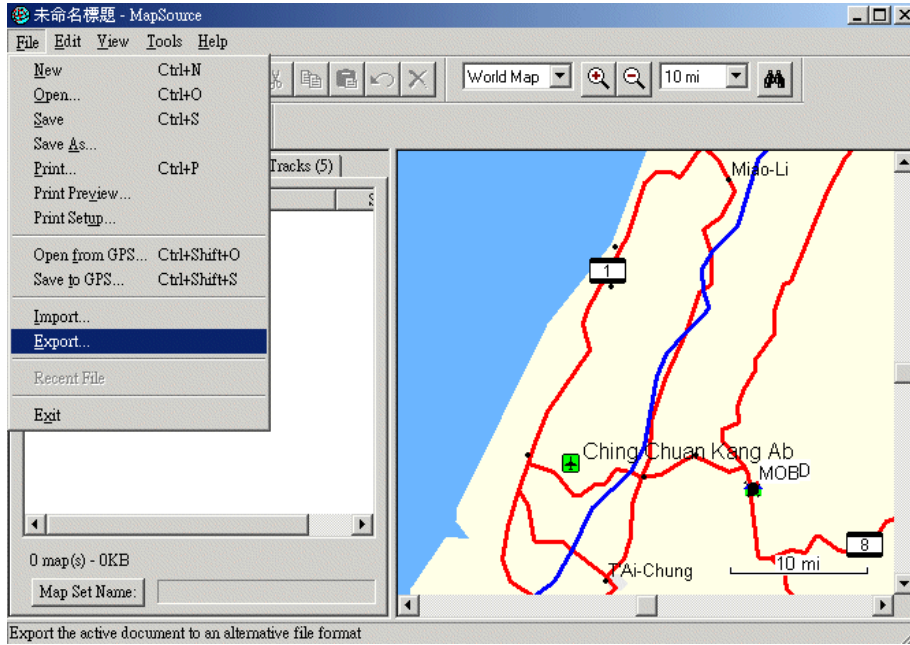 未命名標題 - MapSource
File Edit View Tools Help
New Ctrl+N
Open... Ctrl+O
Save Ctrl+S
Save As...
Print... Ctrl+P
Print Preview...
Print Setup...
Open from GPS... Ctrl+Shift+O
Save to GPS... Ctrl+Shift+S
Import...
Export...
Recent File
Exit
World Map 10 mi
Tracks (5)
S
0 map(s) - 0KB
Map Set Name:
Miao-Li
1
Ching Chuan Kang Ab
MOBD
8
10 mi
T'Ai-Chung
Export the active document to an alternative file format